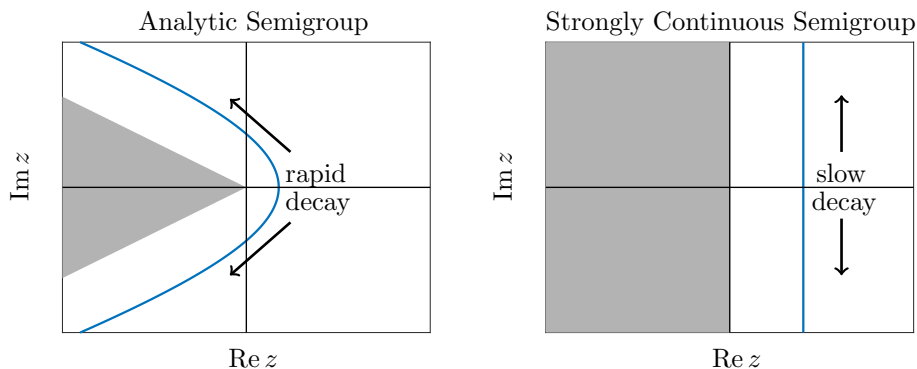 Analytic Semigroup
Im z
rapid
decay
Re z
Strongly Continuous Semigroup
Im z
slow
decay
Re z